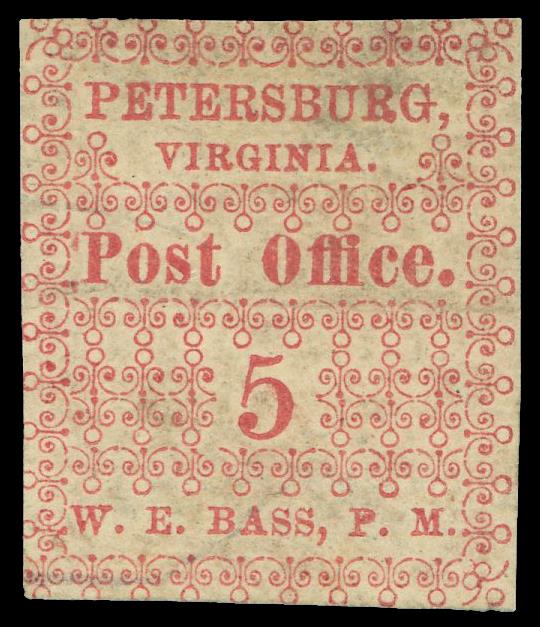 PETERSBURG,
VIRGINIA.
Post Office.
5
W. E. BASS, P. M.